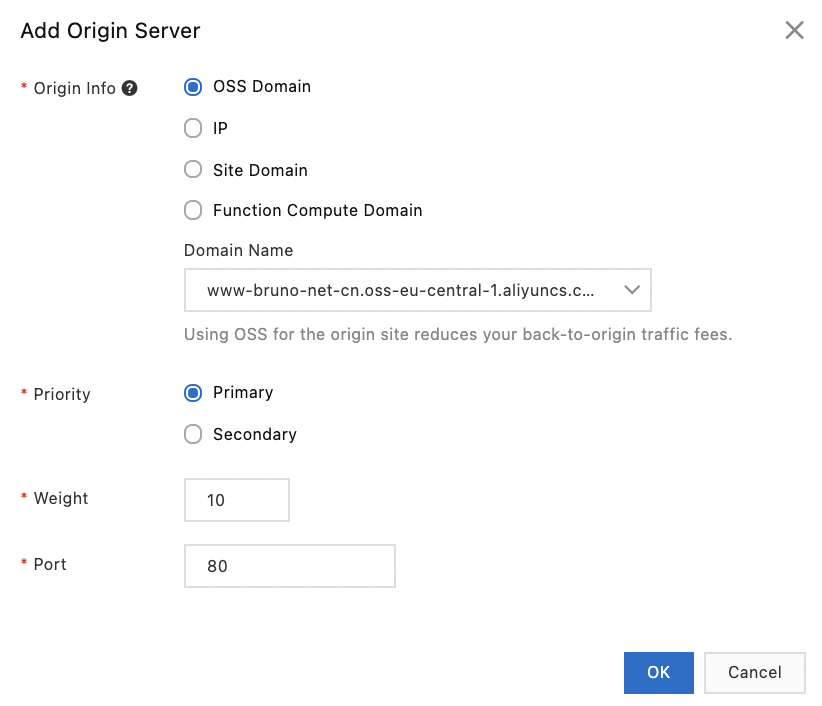 Add Origin Server
* Origin Info ?
OSS Domain
IP
Site Domain
Function Compute Domain
Domain Name
www-bruno-net-cn.oss-eu-central-1.aliyuncs.c...
Using OSS for the origin site reduces your back-to-origin traffic fees.
* Priority
Primary
Secondary
* Weight
10
* Port
80
OK
Cancel